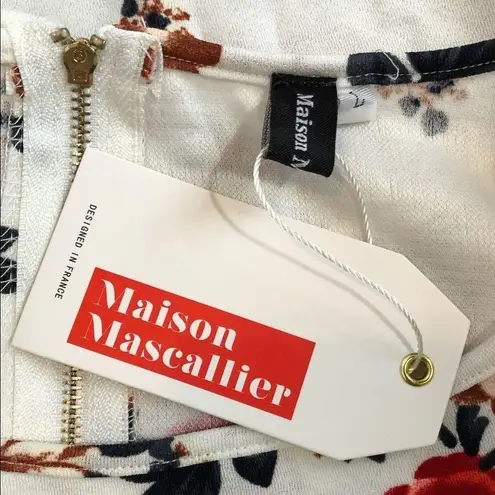 Maison M
L
DESIGNED IN FRANCE
Maison
Mascallier